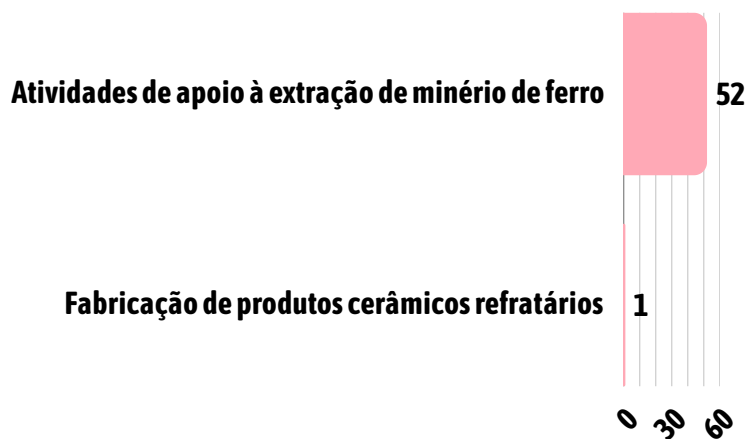 Atividades de apoio à extração de minério de ferro 52
Fabricação de produtos cerâmicos refratários 1
0 30 60